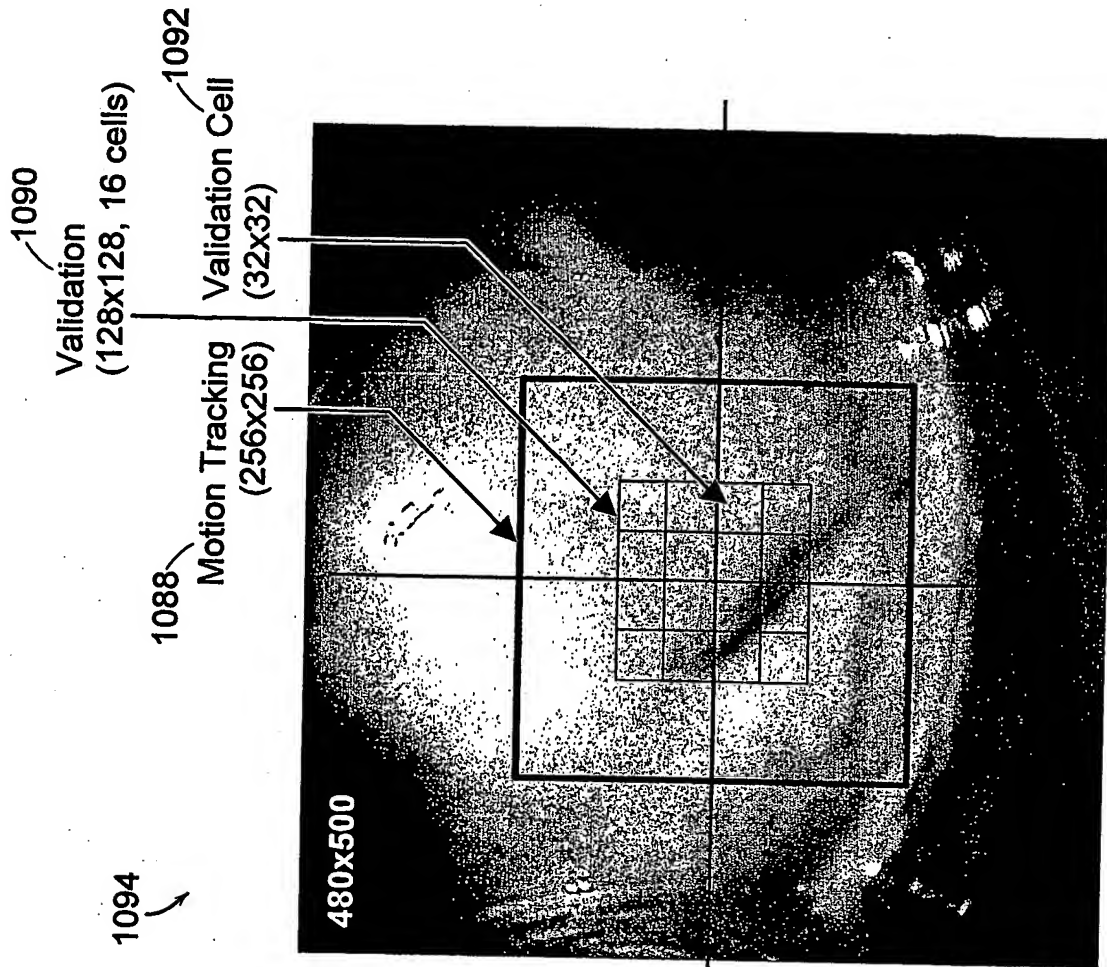 1094
1088
Motion Tracking
(256x256)
1090
Validation
(128x128, 16 cells)
1092
Validation Cell
(32x32)
480x500